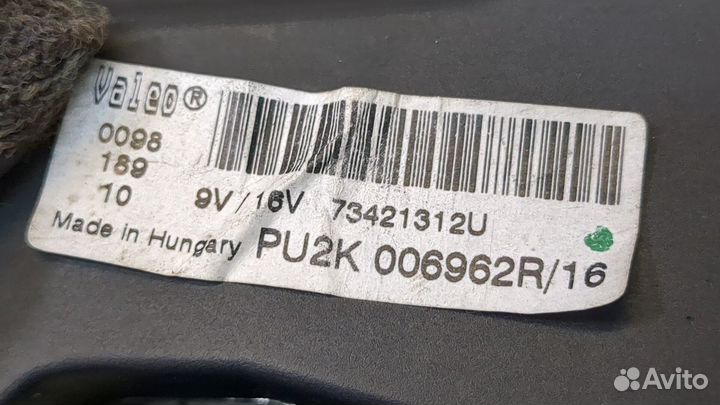 Valeo®
0098
189
10
9V/16V 73421312U
Made in Hungary PU2K 006962R/16
Avito